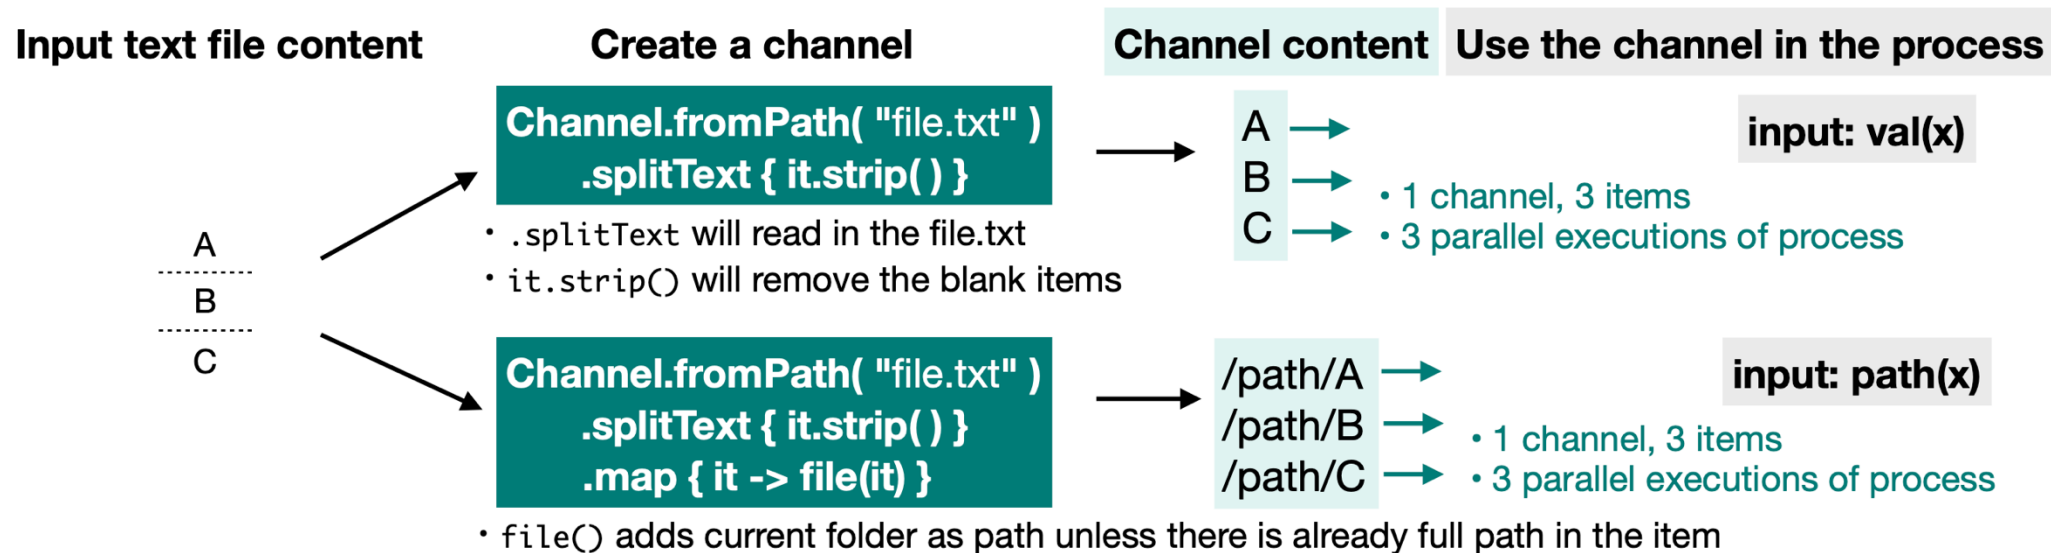 Input text file content
Create a channel
Channel content
Use the channel in the process
A
B
C
Channel.fromPath( "file.txt" )
.splitText { it.strip( ) }
• .splitText will read in the file.txt
• it.strip() will remove the blank items
A
B
C
input: val(x)
• 1 channel, 3 items
• 3 parallel executions of process
Channel.fromPath( "file.txt" )
.splitText { it.strip( ) }
.map { it -> file(it) }
• file() adds current folder as path unless there is already full path in the item
/path/A
/path/B
/path/C
input: path(x)
• 1 channel, 3 items
• 3 parallel executions of process